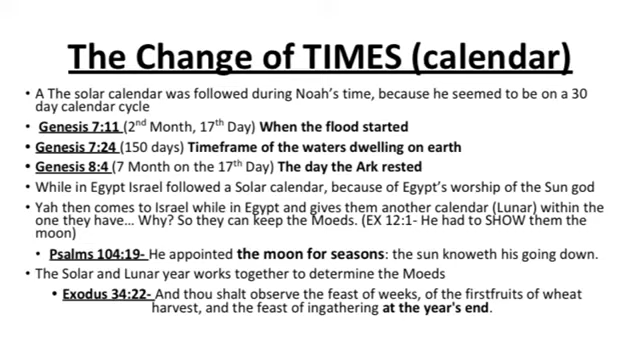 The Change of TIMES (calendar)
• A The solar calendar was followed during Noah's time, because he seemed to be on a 30
day calendar cycle
• Genesis 7:11 (2nd Month, 17th Day) When the flood started
• Genesis 7:24 (150 days) Timeframe of the waters dwelling on earth
• Genesis 8:4 (7 Month on the 17th Day) The day the Ark rested
• While in Egypt Israel followed a Solar calendar, because of Egypt's worship of the Sun god
• Yah then comes to Israel while in Egypt and gives them another calendar (Lunar) within the
one they have... Why? So they can keep the Moeds. (EX 12:1- He had to SHOW them the
moon)
• Psalms 104:19- He appointed the moon for seasons: the sun knoweth his going down.
• The Solar and Lunar year works together to determine the Moeds
• Exodus 34:22- And thou shalt observe the feast of weeks, of the firstfruits of wheat
harvest, and the feast of ingathering at the year's end.